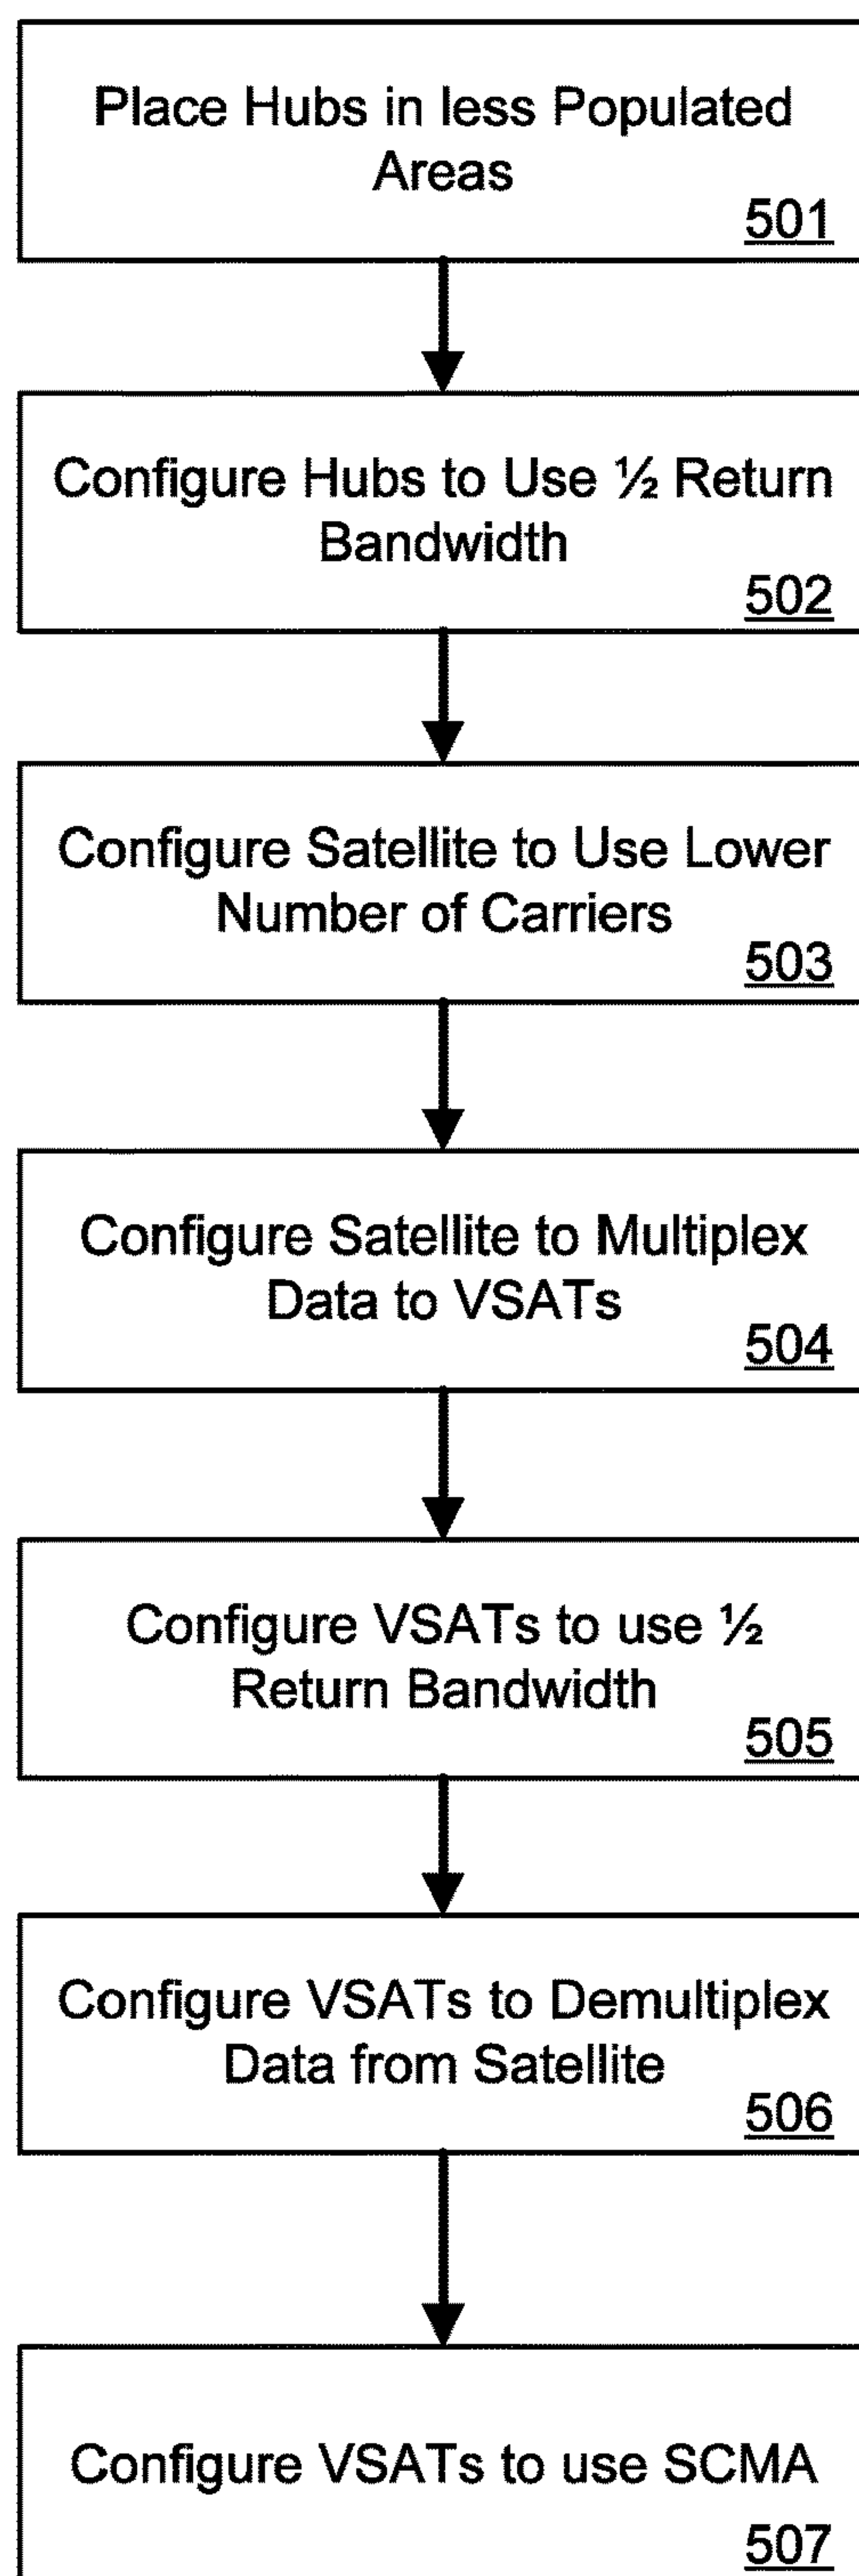 Place Hubs in less Populated
Areas
501
Configure Hubs to Use ½ Return
Bandwidth
502
Configure Satellite to Use Lower
Number of Carriers
503
Configure Satellite to Multiplex
Data to VSATs
504
Configure VSATs to use ½
Return Bandwidth
505
Configure VSATs to Demultiplex
Data from Satellite
506
Configure VSATs to use SCMA
507